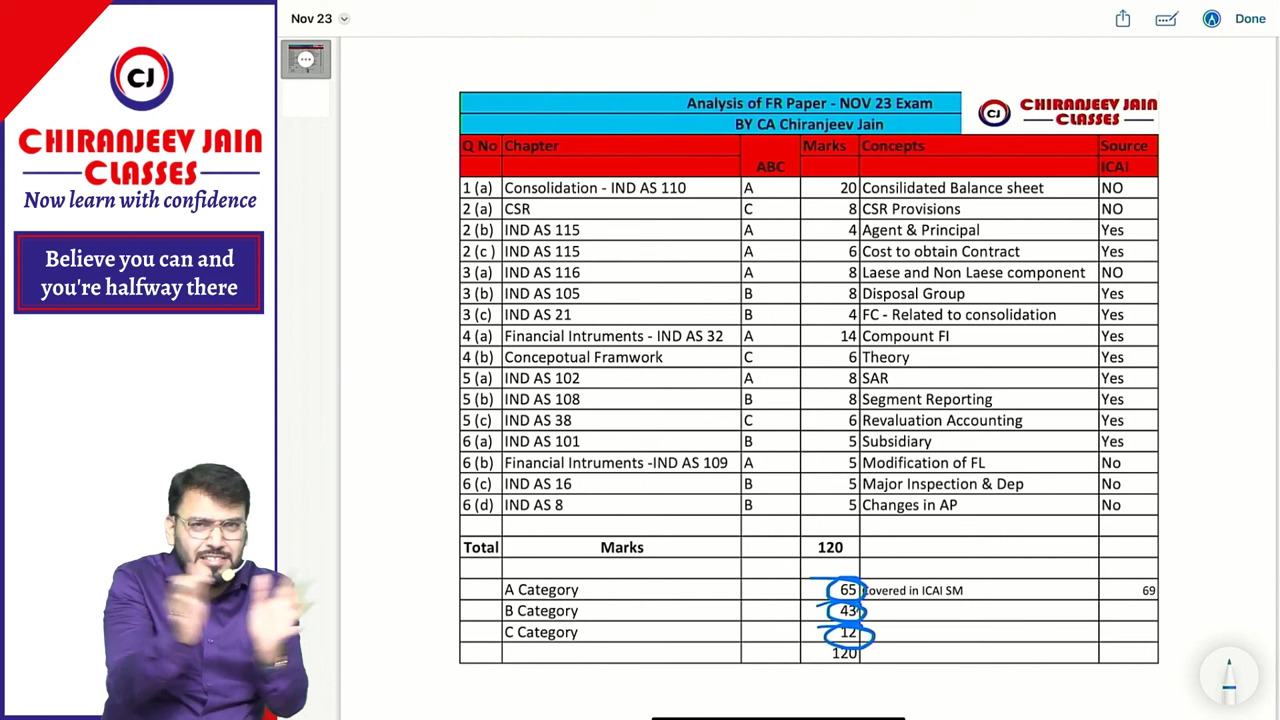 Nov 23
Done
CJ
CHIRANJEEV JAIN
CLASSES
Now learn with confidence
Believe you can and
you're halfway there
Analysis of FR Paper - NOV 23 Exam
BY CA Chiranjeev Jain
CJ
CHIRANJEEV JAIN
CLASSES
Q No Chapter ABC Marks Concepts Source ICAI
1 (a) Consolidation - IND AS 110 A 20 Consilidated Balance sheet NO
2 (a) CSR C 8 CSR Provisions NO
2 (b) IND AS 115 A 4 Agent & Principal Yes
2 (c ) IND AS 115 A 6 Cost to obtain Contract Yes
3 (a) IND AS 116 A 8 Laese and Non Laese component NO
3 (b) IND AS 105 B 8 Disposal Group Yes
3 (c) IND AS 21 B 4 FC - Related to consolidation Yes
4 (a) Financial Intruments - IND AS 32 A 14 Compount FI Yes
4 (b) Concepotual Framwork C 6 Theory Yes
5 (a) IND AS 102 A 8 SAR Yes
5 (b) IND AS 108 B 8 Segment Reporting Yes
5 (c) IND AS 38 C 6 Revaluation Accounting Yes
6 (a) IND AS 101 B 5 Subsidiary Yes
6 (b) Financial Intruments -IND AS 109 A 5 Modification of FL No
6 (c) IND AS 16 B 5 Major Inspection & Dep No
6 (d) IND AS 8 B 5 Changes in AP No
Total Marks 120
A Category 65 Covered in ICAI SM 69
B Category 43
C Category 12
120